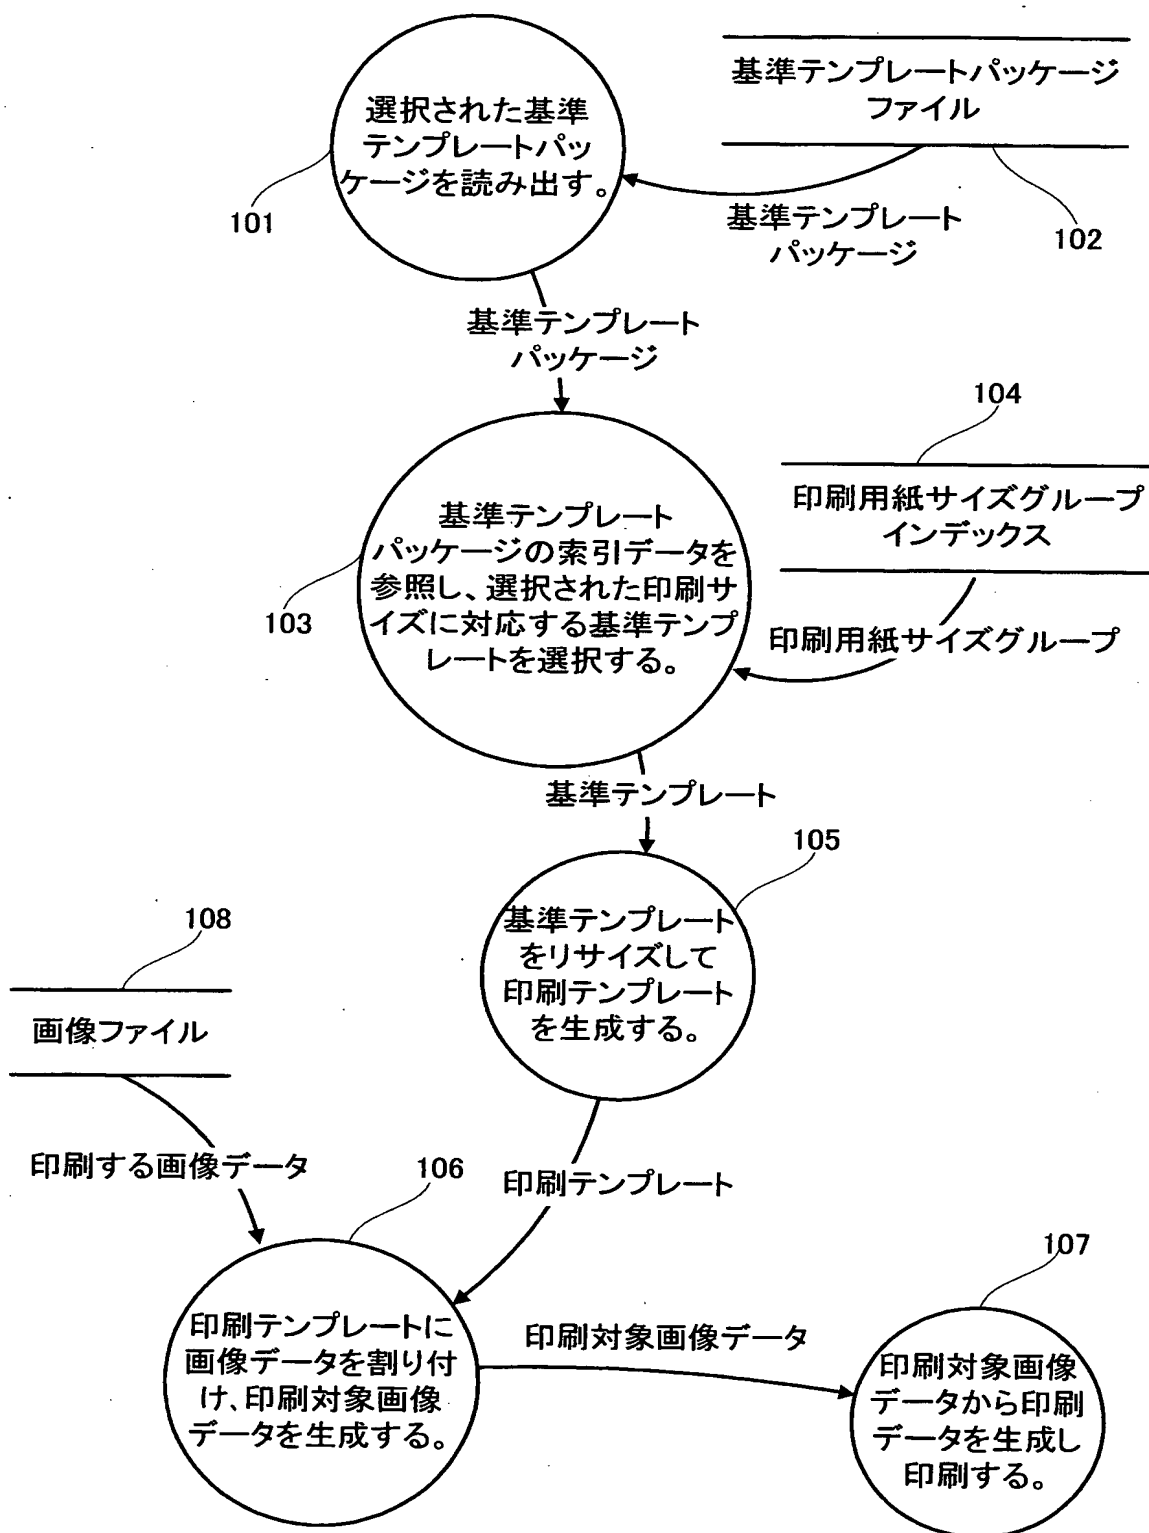 選択された基準
テンプレートパッ
ケージを読み出す。
101
基準テンプレートパッケージ
ファイル
102
基準テンプレート
パッケージ
基準テンプレート
パッケージ
104
印刷用紙サイズグループ
インデックス
基準テンプレート
パッケージの索引データを
参照し、選択された印刷サ
イズに対応する基準テンプ
レートを選択する。
103
印刷用紙サイズグループ
基準テンプレート
105
基準テンプレート
をリサイズして
印刷テンプレート
を生成する。
108
画像ファイル
印刷する画像データ
印刷テンプレート
106
印刷テンプレートに
画像データを割り付
け、印刷対象画像
データを生成する。
印刷対象画像データ
107
印刷対象画像
データから印刷
データを生成し
印刷する。